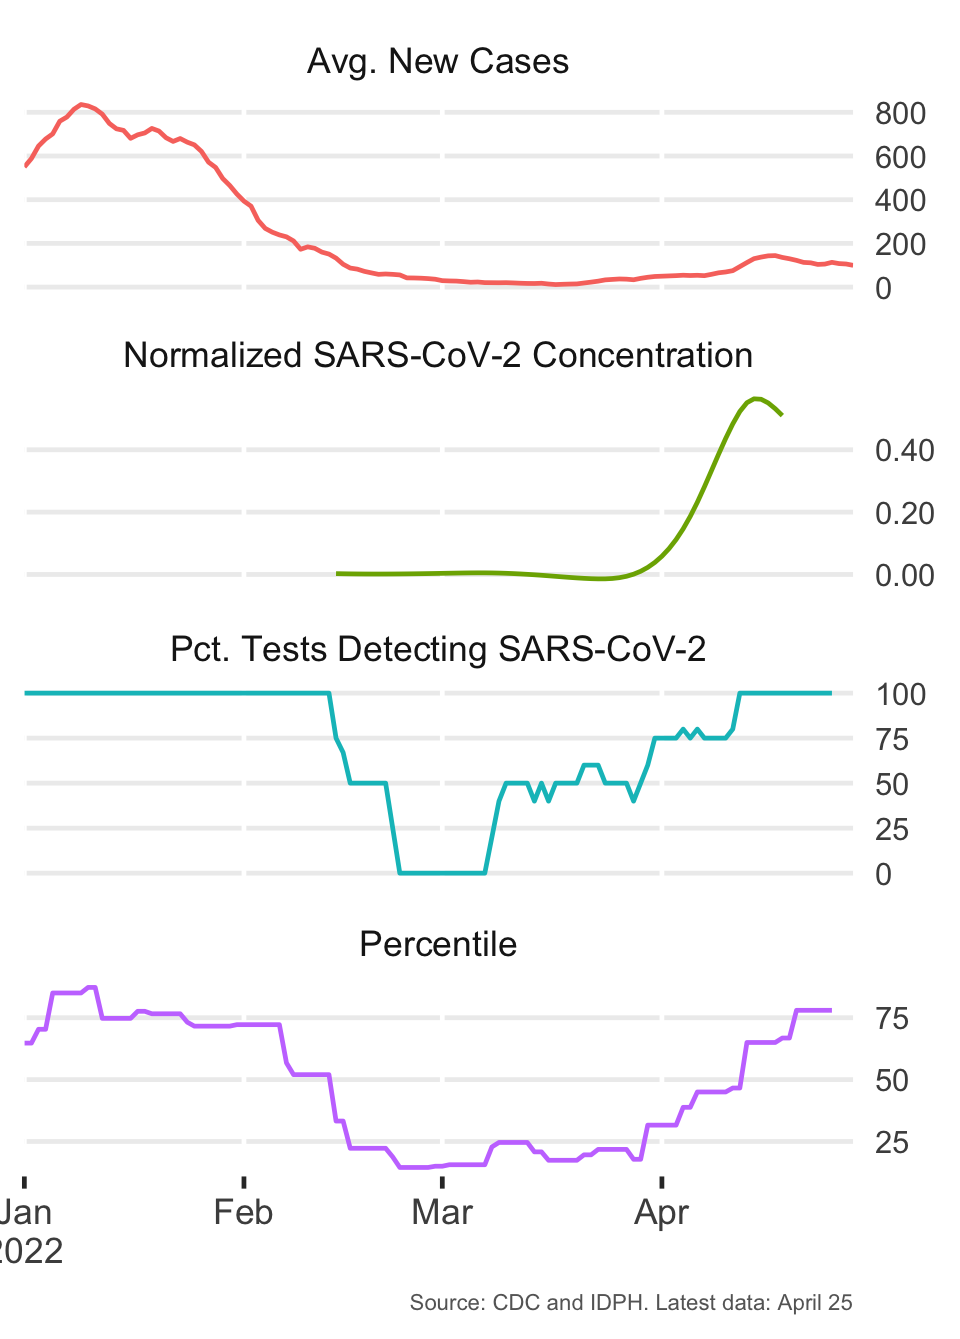 Avg. New Cases
800
600
400
200
0
Normalized SARS-CoV-2 Concentration
0.40
0.20
0.00
Pct. Tests Detecting SARS-CoV-2
100
75
50
25
0
Percentile
75
50
25
Jan Feb Mar Apr
2022
Source: CDC and IDPH. Latest data: April 25